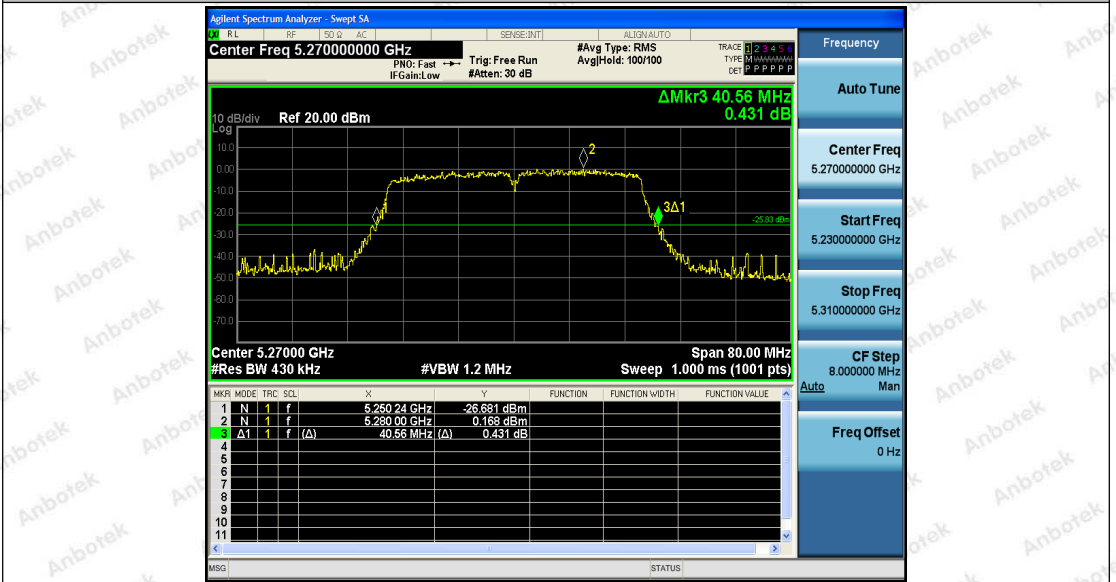 Agilent Spectrum Analyzer - Swept SA
RL RF 50 Ω AC SENSE:INT ALIGN AUTO
Center Freq 5.270000000 GHz
PNO: Fast
IFGain:Low
Trig: Free Run
#Atten: 30 dB
#Avg Type: RMS
Avg|Hold: 100/100
TRACE 1 2 3 4 5 6
TYPE M WWWWW
DET P P P P P P
ΔMkr3 40.56 MHz
0.431 dB
10 dB/div Ref 20.00 dBm
Log
10.0
0.00
-10.0
-20.0
-30.0
-40.0
-50.0
-60.0
-70.0
2
3Δ1
-25.83 dBm
Center 5.27000 GHz Span 80.00 MHz
#Res BW 430 kHz #VBW 1.2 MHz Sweep 1.000 ms (1001 pts)
MKR MODE TRC SCL X Y FUNCTION FUNCTION WIDTH FUNCTION VALUE
1 N 1 f 5.250 24 GHz -26.681 dBm
2 N 1 f 5.280 00 GHz 0.168 dBm
3 Δ1 1 f (Δ) 40.56 MHz (Δ) 0.431 dB
4
5
6
7
8
9
10
11
MSG STATUS
Frequency
Auto Tune
Center Freq
5.270000000 GHz
Start Freq
5.230000000 GHz
Stop Freq
5.310000000 GHz
CF Step
8.000000 MHz
Auto Man
Freq Offset
0 Hz
Anbotek